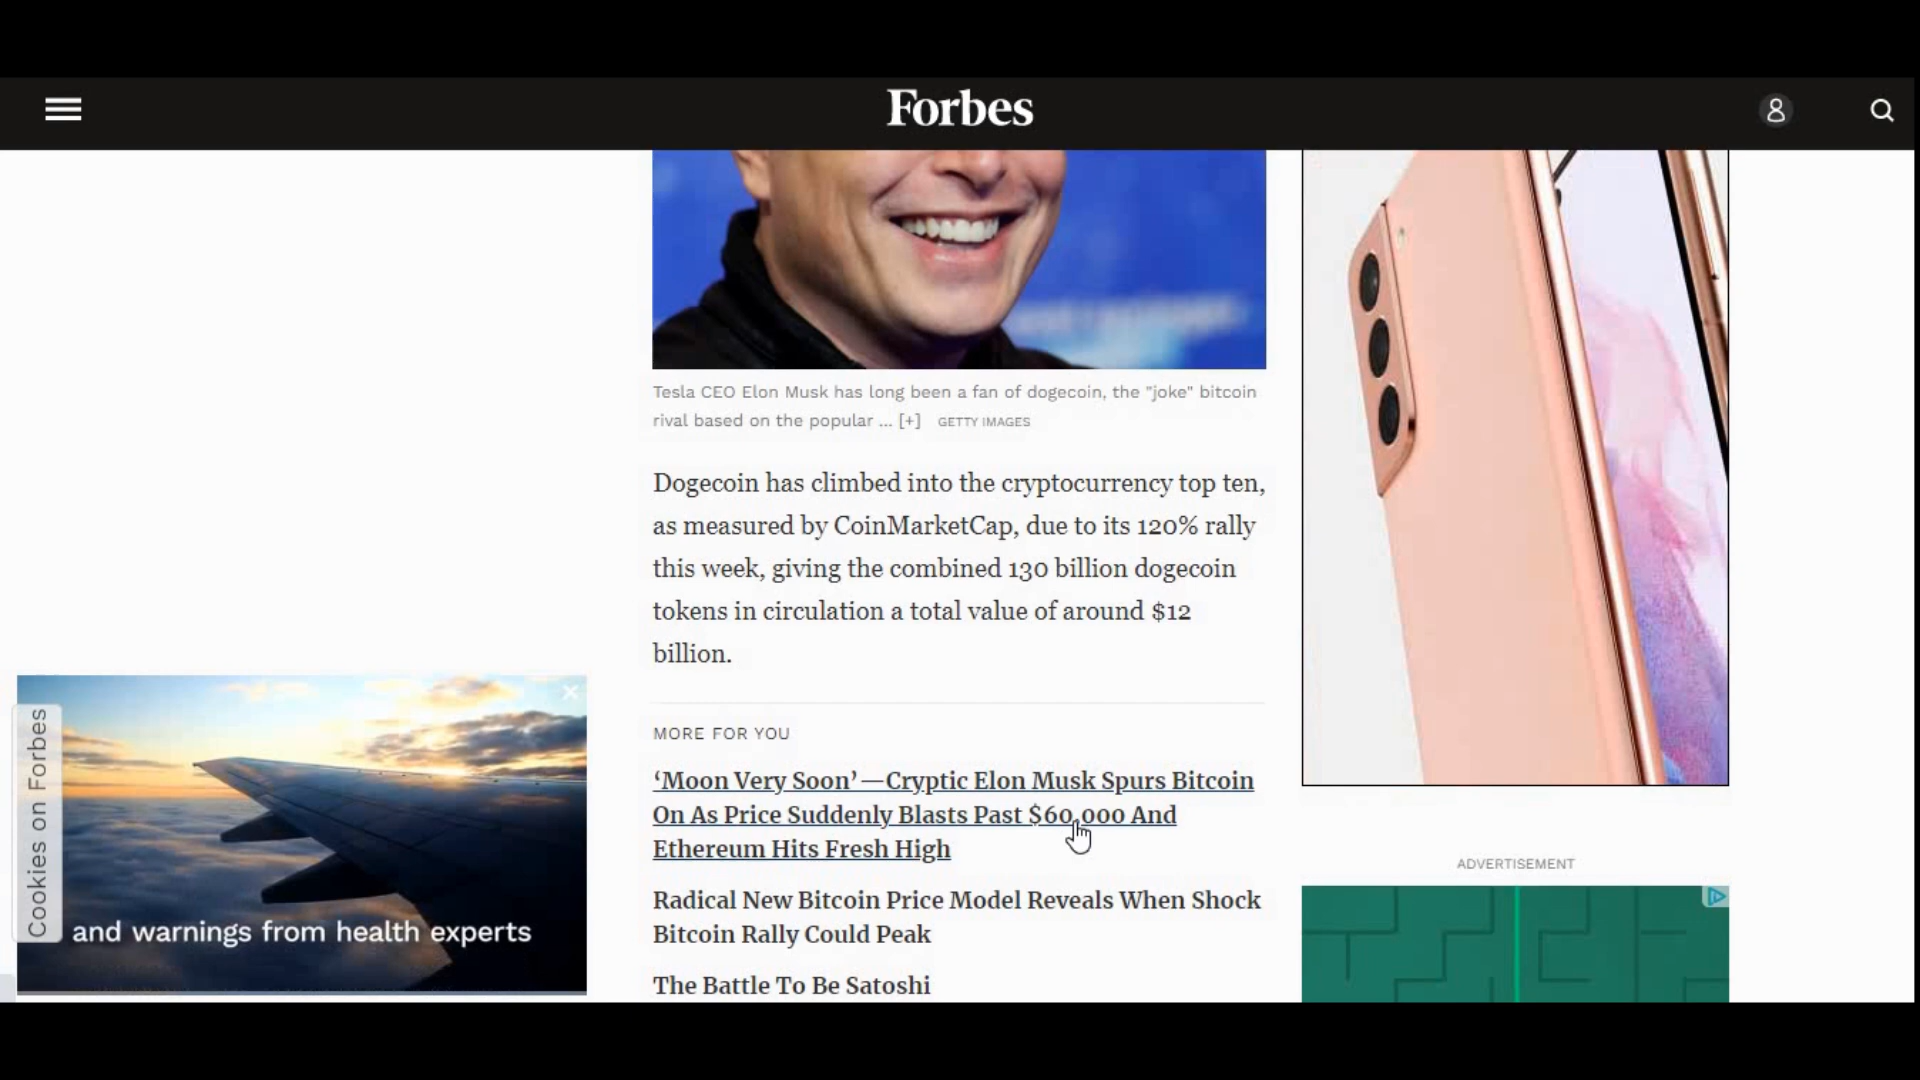 Forbes
Tesla CEO Elon Musk has long been a fan of dogecoin, the "joke" bitcoin
rival based on the popular ... [+] GETTY IMAGES
Dogecoin has climbed into the cryptocurrency top ten,
as measured by CoinMarketCap, due to its 120% rally
this week, giving the combined 130 billion dogecoin
tokens in circulation a total value of around $12
billion.
MORE FOR YOU
‘Moon Very Soon’—Cryptic Elon Musk Spurs Bitcoin
On As Price Suddenly Blasts Past $60,000 And
Ethereum Hits Fresh High
Radical New Bitcoin Price Model Reveals When Shock
Bitcoin Rally Could Peak
The Battle To Be Satoshi
Cookies on Forbes
and warnings from health experts
ADVERTISEMENT